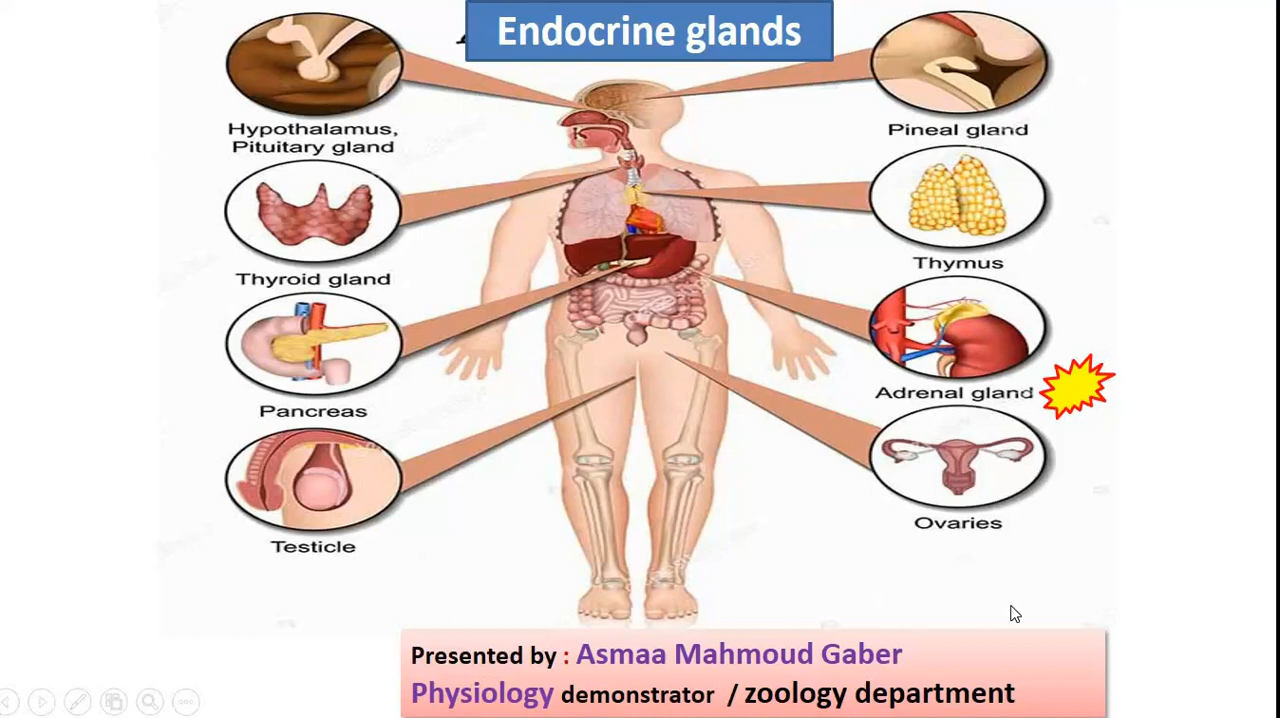 Endocrine glands
Hypothalamus,
Pituitary gland
Pineal gland
Thyroid gland
Thymus
Pancreas
Adrenal gland
Testicle
Ovaries
Presented by : Asmaa Mahmoud Gaber
Physiology demonstrator / zoology department